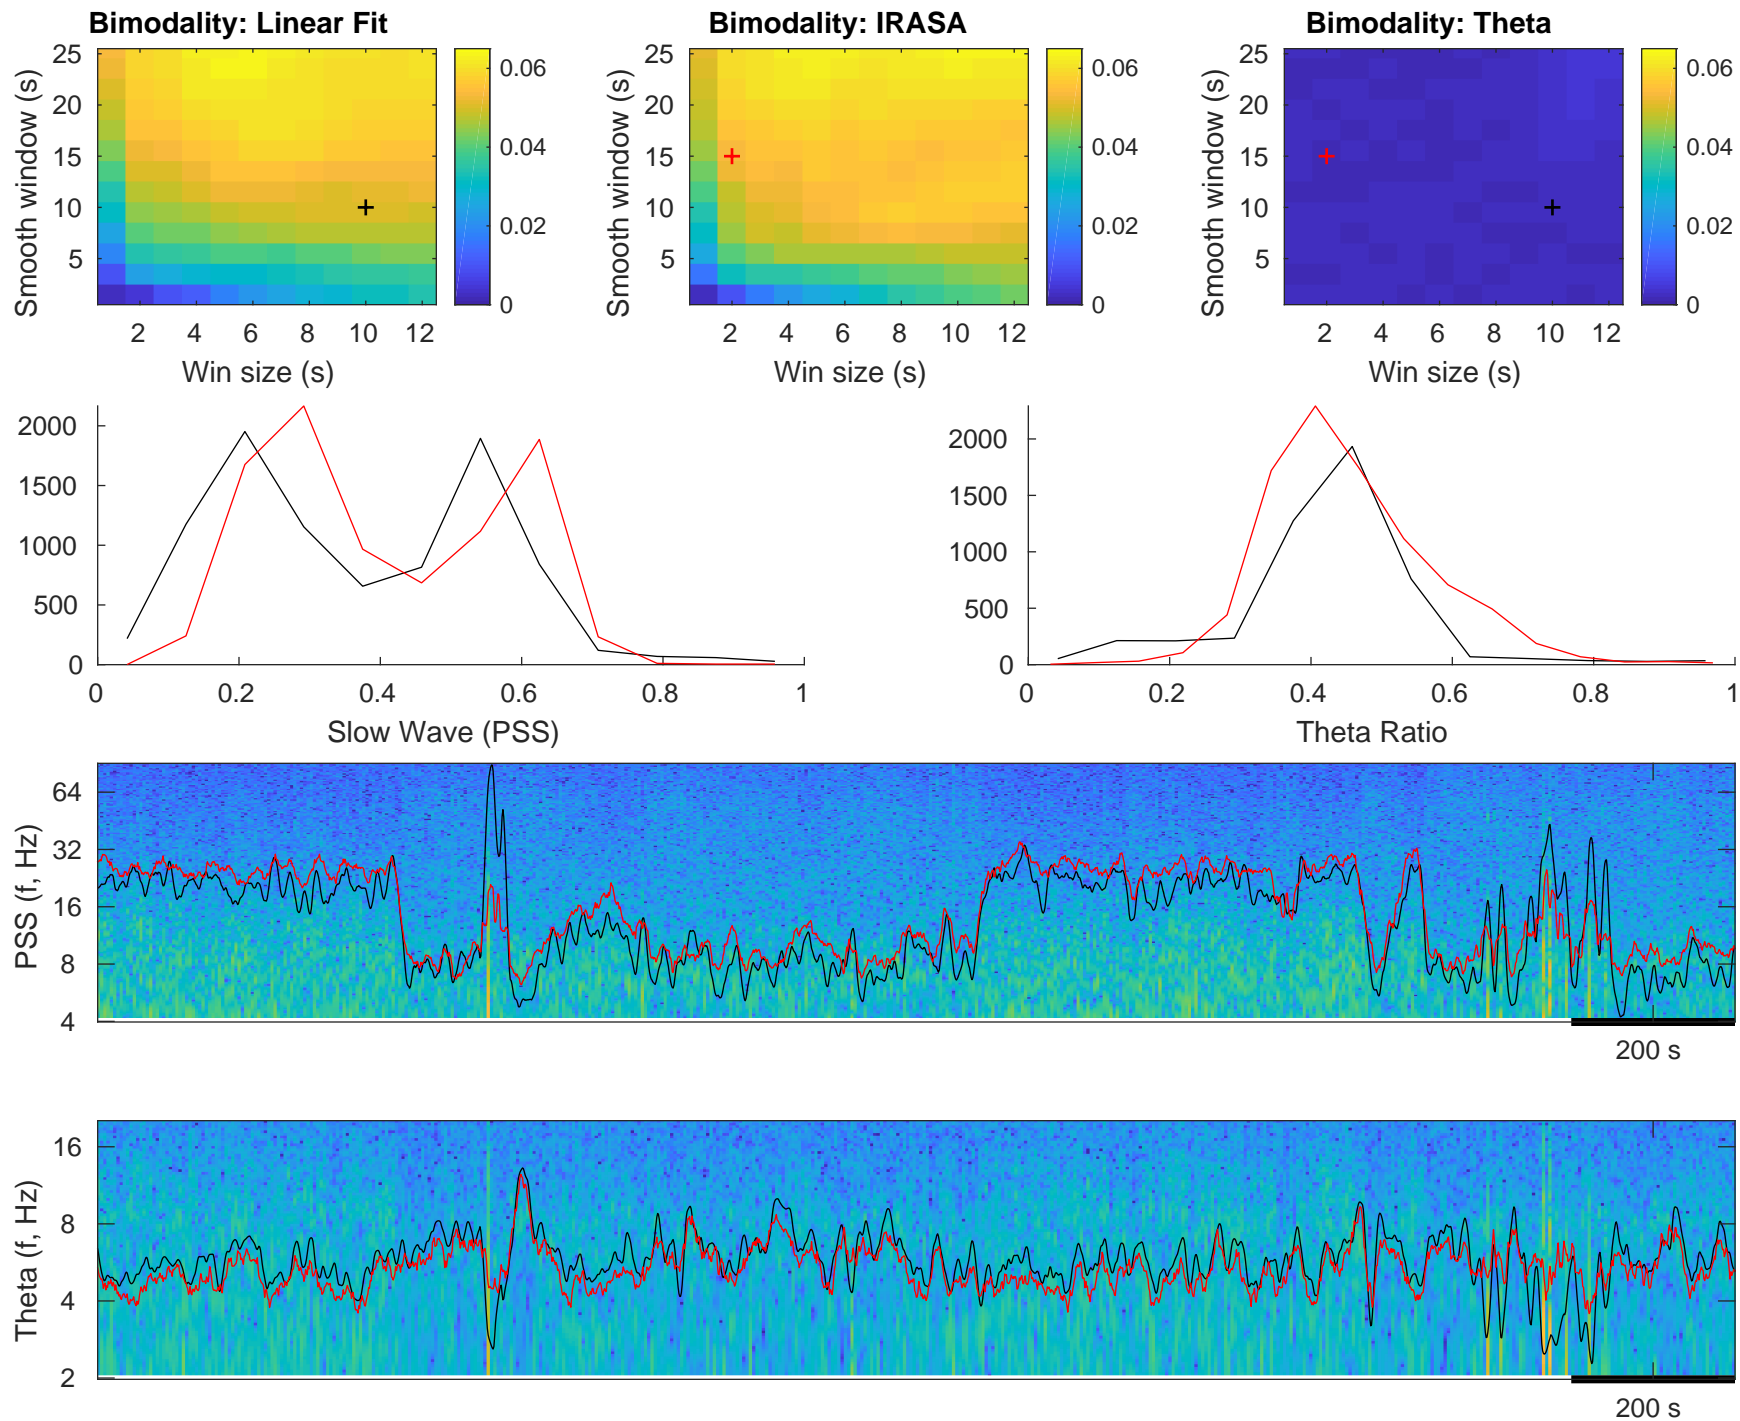 Bimodality: Linear Fit
Bimodality: IRASA
Bimodality: Theta
Smooth window (s)
25
20
15
10
5
2 4 6 8 10 12
Win size (s)
0.06
0.04
0.02
0
Smooth window (s)
25
20
15
10
5
2 4 6 8 10 12
Win size (s)
0.06
0.04
0.02
0
Smooth window (s)
25
20
15
10
5
2 4 6 8 10 12
Win size (s)
0.06
0.04
0.02
0
2000
1500
1000
500
0
0 0.2 0.4 0.6 0.8 1
Slow Wave (PSS)
2000
1500
1000
500
0
0 0.2 0.4 0.6 0.8 1
Theta Ratio
PSS (f, Hz)
64
32
16
8
4
200 s
Theta (f, Hz)
16
8
4
2
200 s